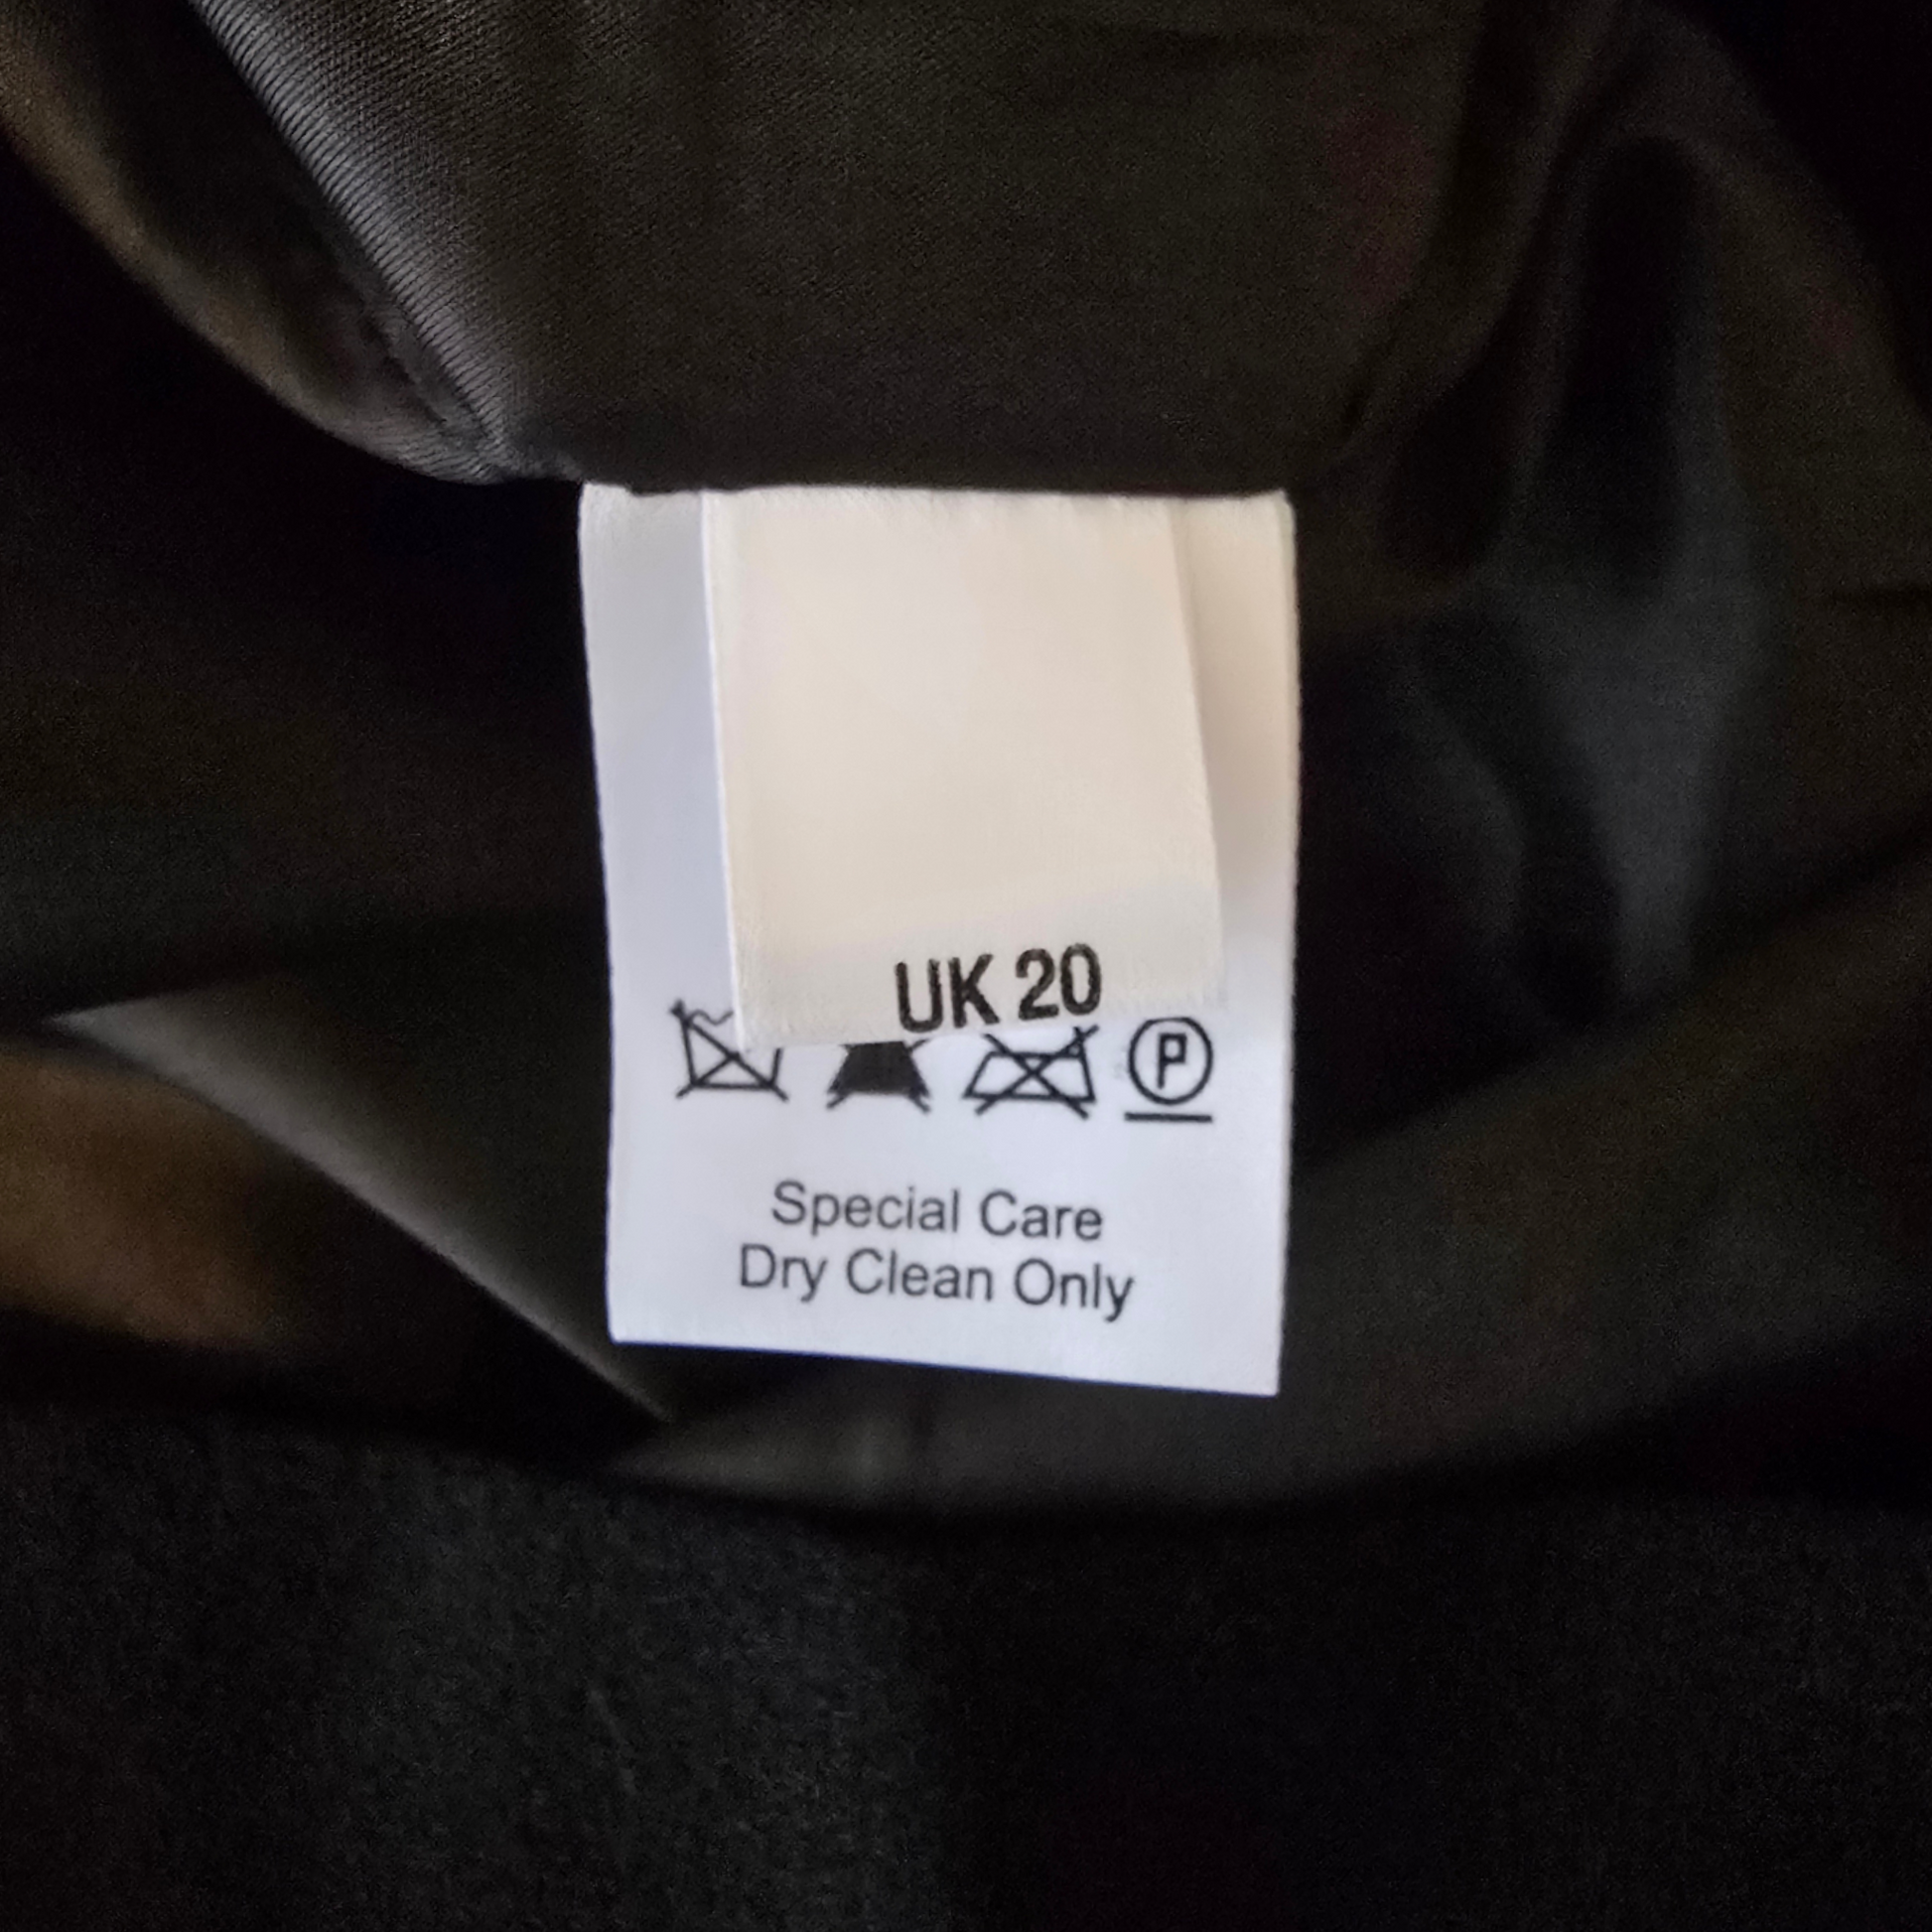 UK 20
P
Special Care
Dry Clean Only